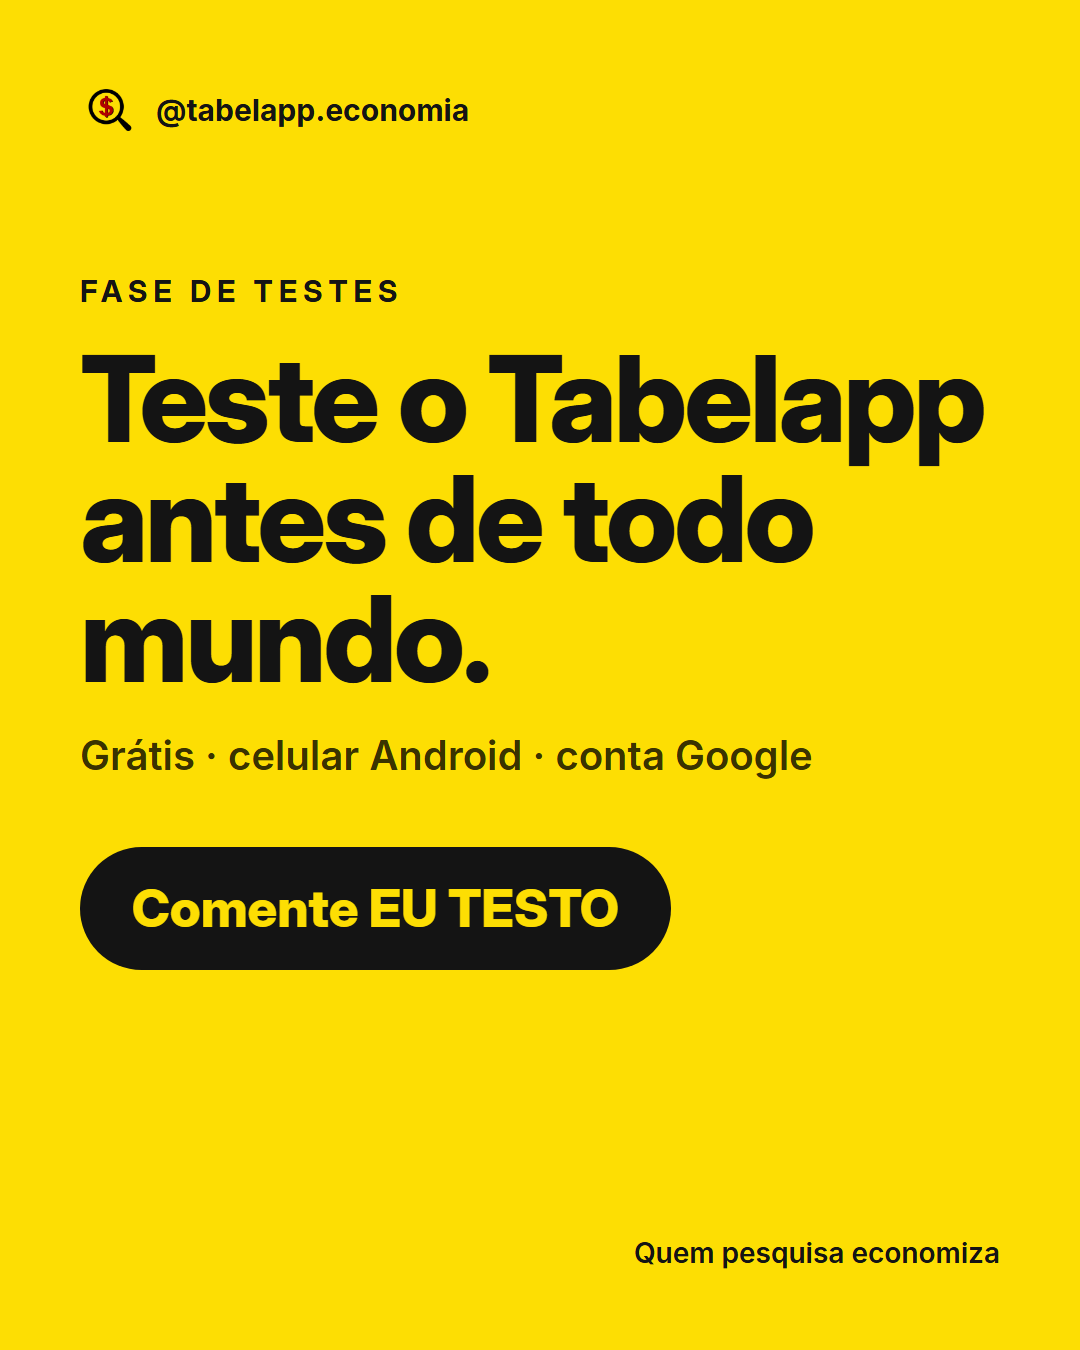 $
@tabelapp.economia
FASE DE TESTES
Teste o Tabelapp
antes de todo
mundo.
Grátis · celular Android · conta Google
Comente EU TESTO
Quem pesquisa economiza